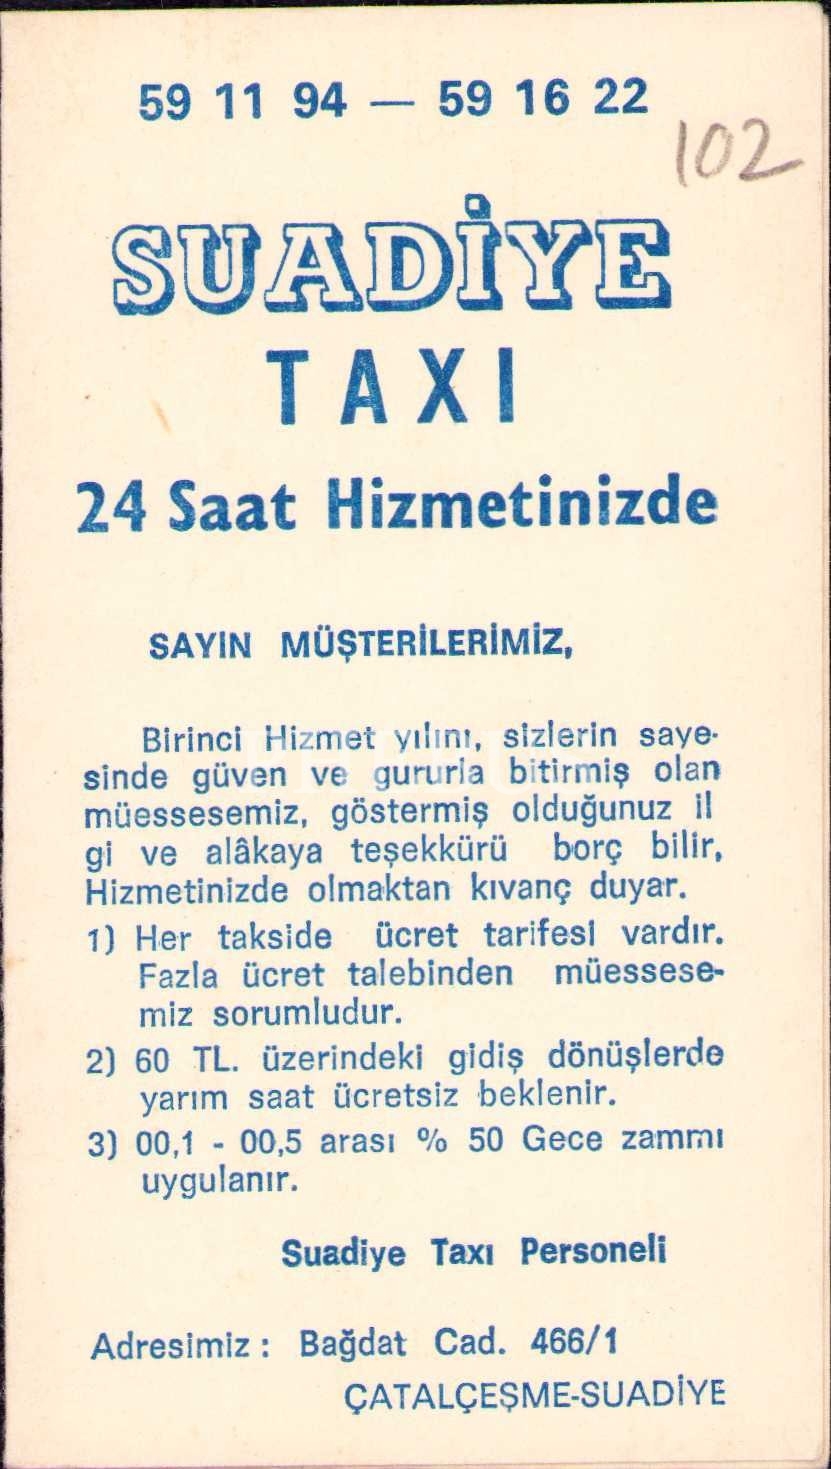 59 11 94 — 59 16 22
102
SUADİYE
TAXI
24 Saat Hizmetinizde
SAYIN MÜŞTERİLERİMİZ,
Birinci Hizmet yılını, sizlerin saye-
sinde güven ve gururla bitirmiş olan
müessesemiz, göstermiş olduğunuz il
gi ve alâkaya teşekkürü borç bilir,
Hizmetinizde olmaktan kıvanç duyar.
1) Her takside ücret tarifesi vardır.
Fazla ücret talebinden müessese-
miz sorumludur.
2) 60 TL. üzerindeki gidiş dönüşlerde
yarım saat ücretsiz beklenir.
3) 00,1 - 00,5 arası % 50 Gece zammı
uygulanır.
Suadiye Taxı Personeli
Adresimiz : Bağdat Cad. 466/1
ÇATALÇEŞME-SUADİYE